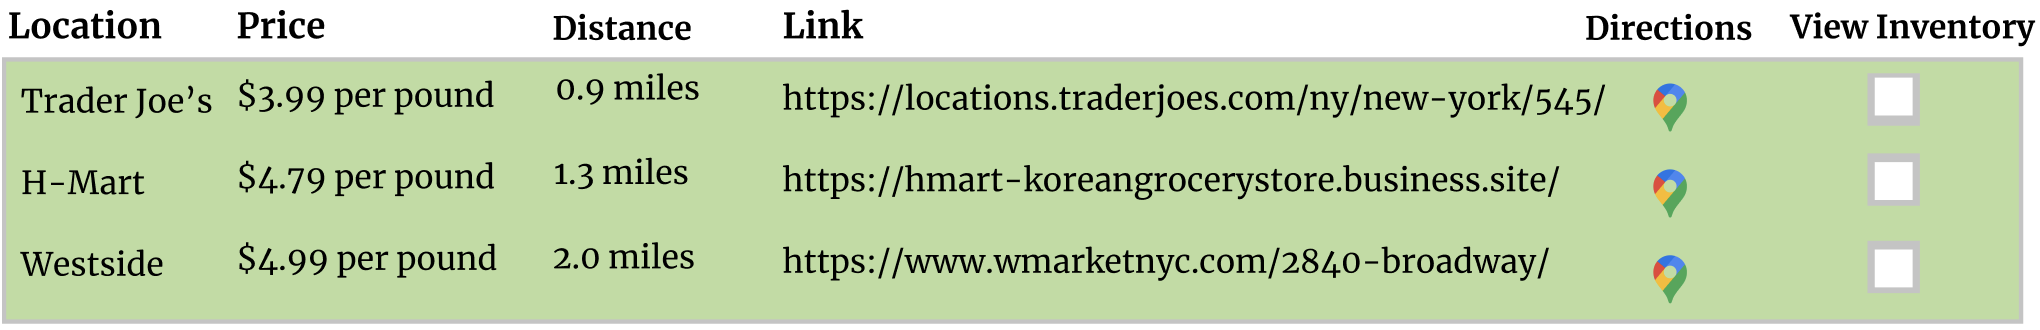 Location Price Distance Link Directions View Inventory
Trader Joe’s $3.99 per pound 0.9 miles https://locations.traderjoes.com/ny/new-york/545/
H-Mart $4.79 per pound 1.3 miles https://hmart-koreangrocerystore.business.site/
Westside $4.99 per pound 2.0 miles https://www.wmarketnyc.com/2840-broadway/